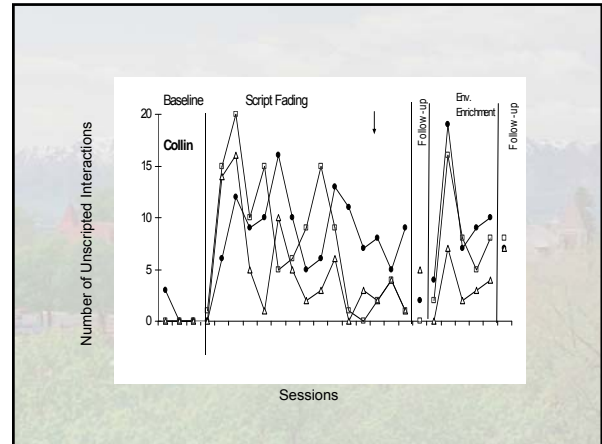 Baseline
Script Fading
Follow-up
Env.
Enrichment
Follow-up
Number of Unscripted Interactions
20
15
10
5
0
Collin
Sessions